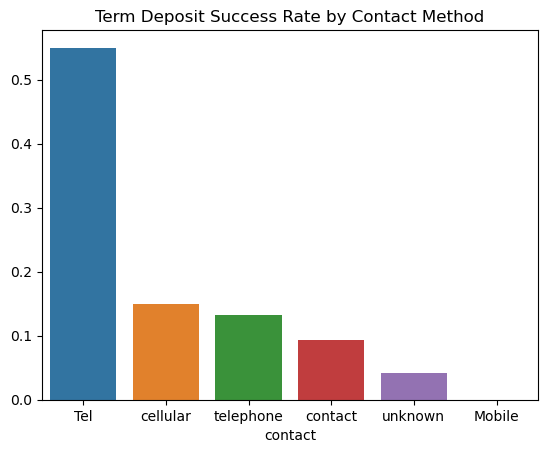 Term Deposit Success Rate by Contact Method
0.5
0.4
0.3
0.2
0.1
0.0
Tel cellular telephone contact unknown Mobile
contact